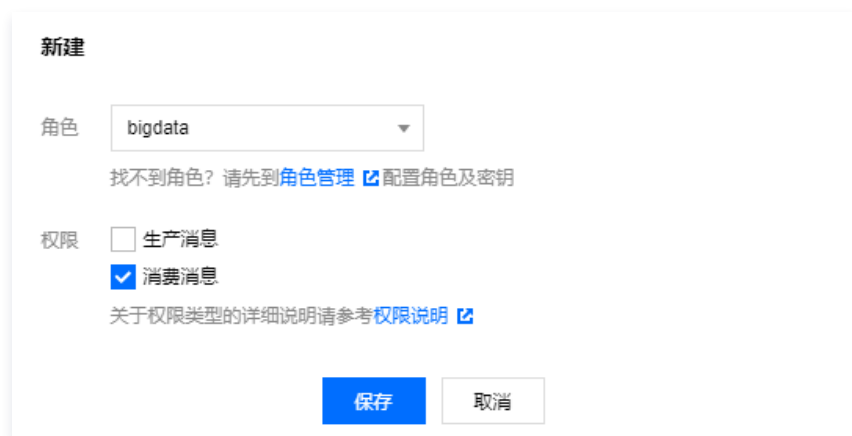 新建
角色 bigdata
找不到角色？请先到角色管理 配置角色及密钥
权限 生产消息
消费消息
关于权限类型的详细说明请参考权限说明
保存 取消